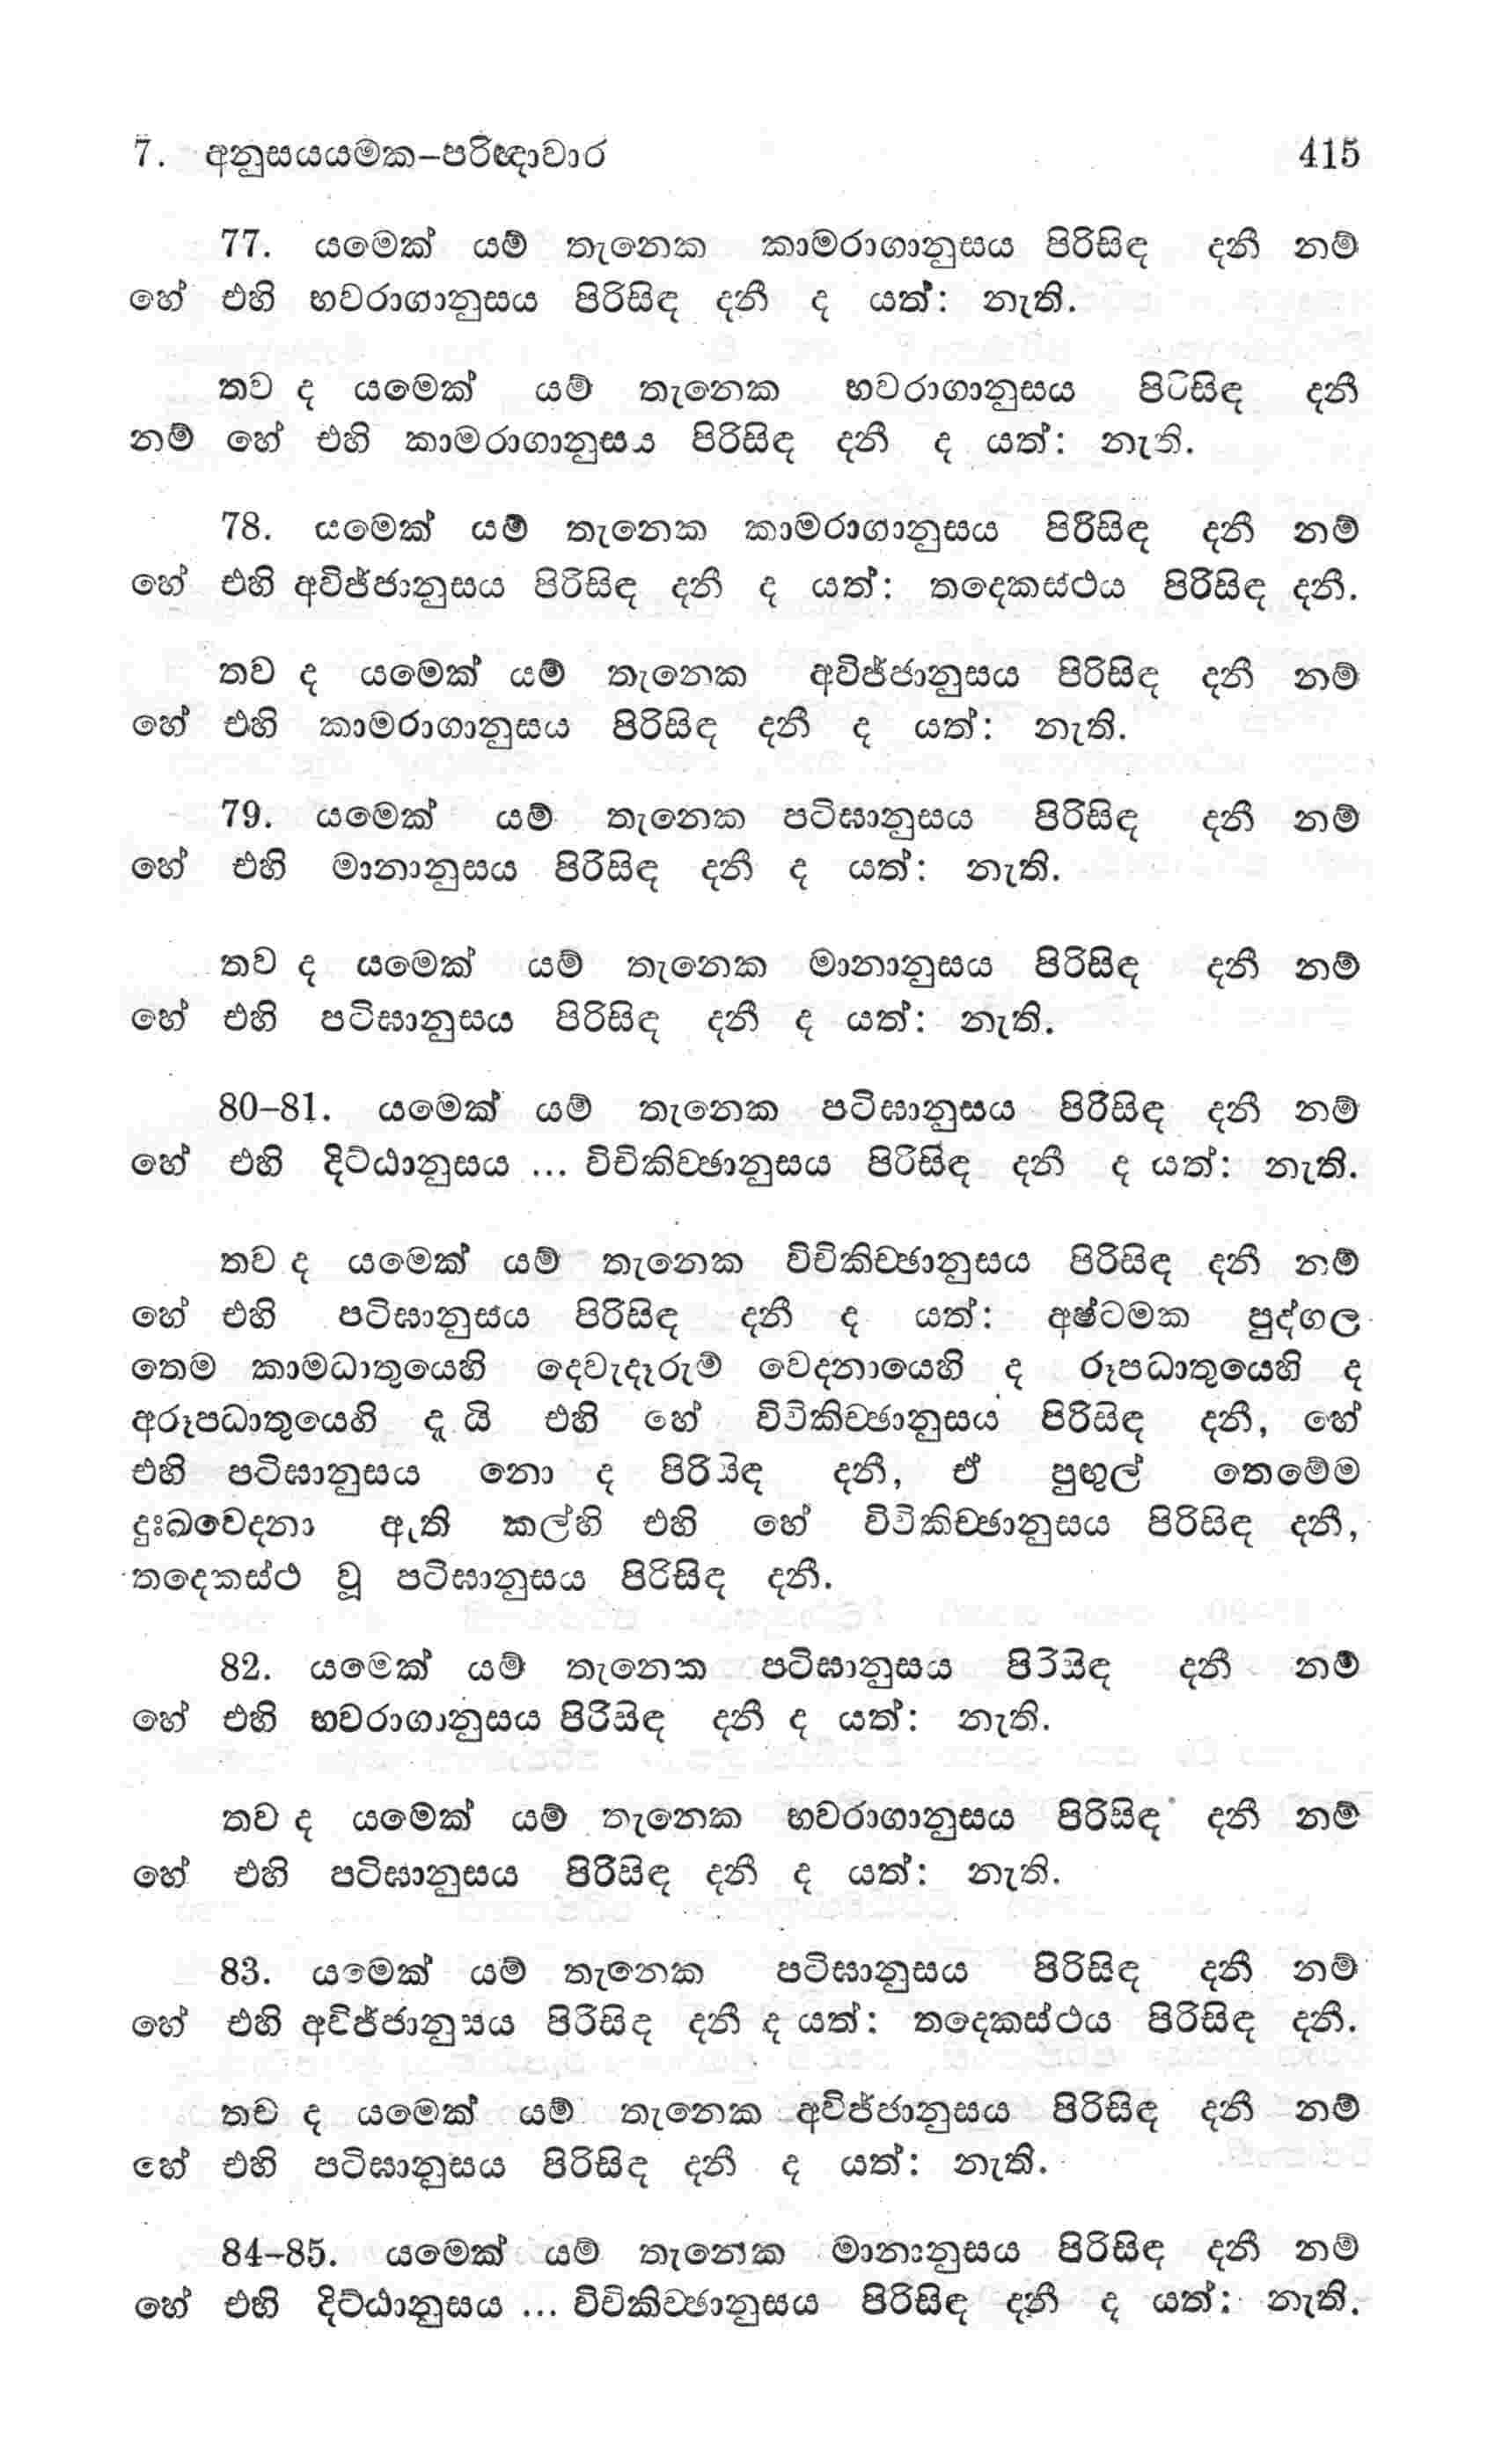 7. අනුසයයමක–පරිඤාවාර 415
77. යමෙක් යම් තැනෙක කාමරාගානුසය පිරිසිඳ දනී නම්
හේ එහි භවරාගානුසය පිරිසිඳ දනී ද යත්: නැති.
තව ද යමෙක් යම් තැනෙක භවරාගානුසය පිරිසිඳ දනී
නම් හේ එහි කාමරාගානුසය පිරිසිඳ දනී ද යත්: නැති.
78. යමෙක් යම් තැනෙක කාමරාගානුසය පිරිසිඳ දනී නම්
හේ එහි අවිජ්ජානුසය පිරිසිඳ දනී ද යත්: තදෙකස්ථය පිරිසිඳ දනී.
තව ද යමෙක් යම් තැනෙක අවිජ්ජානුසය පිරිසිඳ දනී නම්
හේ එහි කාමරාගානුසය පිරිසිඳ දනී ද යත්: නැති.
79. යමෙක් යම් තැනෙක පටිඝානුසය පිරිසිඳ දනී නම්
හේ එහි මානානුසය පිරිසිඳ දනී ද යත්: නැති.
තව ද යමෙක් යම් තැනෙක මානානුසය පිරිසිඳ දනී නම්
හේ එහි පටිඝානුසය පිරිසිඳ දනී ද යත්: නැති.
80–81. යමෙක් යම් තැනෙක පටිඝානුසය පිරිසිඳ දනී නම්
හේ එහි දිට්ඨානුසය ... විචිකිච්ඡානුසය පිරිසිඳ දනී ද යත්: නැති.
තව ද යමෙක් යම් තැනෙක විචිකිච්ඡානුසය පිරිසිඳ දනී නම්
හේ එහි පටිඝානුසය පිරිසිඳ දනී ද යත්: අෂ්ටමක පුද්ගල
තෙම කාමධාතුයෙහි දෙවැදෑරුම් වෙදනායෙහි ද රූපධාතුයෙහි ද
අරූපධාතුයෙහි දැ යි එහි හේ විචිකිච්ඡානුසය පිරිසිඳ දනී, හේ
එහි පටිඝානුසය නො ද පිරිසිඳ දනී, ඒ පුඟුල් තෙමේම
දුඃඛවෙදනා ඇති කල්හි එහි හේ විචිකිච්ඡානුසය පිරිසිඳ දනී,
තදෙකස්ථ වූ පටිඝානුසය පිරිසිඳ දනී.
82. යමෙක් යම් තැනෙක පටිඝානුසය පිරිසිඳ දනී නම්
හේ එහි භවරාගානුසය පිරිසිඳ දනී ද යත්: නැති.
තව ද යමෙක් යම් තැනෙක භවරාගානුසය පිරිසිඳ දනී නම්
හේ එහි පටිඝානුසය පිරිසිඳ දනී ද යත්: නැති.
83. යමෙක් යම් තැනෙක පටිඝානුසය පිරිසිඳ දනී නම්
හේ එහි අවිජ්ජානුසය පිරිසිඳ දනී ද යත්: තදෙකස්ථය පිරිසිඳ දනී.
තව ද යමෙක් යම් තැනෙක අවිජ්ජානුසය පිරිසිඳ දනී නම්
හේ එහි පටිඝානුසය පිරිසිඳ දනී ද යත්: නැති.
84–85. යමෙක් යම් තැනෙක මානානුසය පිරිසිඳ දනී නම්
හේ එහි දිට්ඨානුසය ... විචිකිච්ඡානුසය පිරිසිඳ දනී ද යත්: නැති.